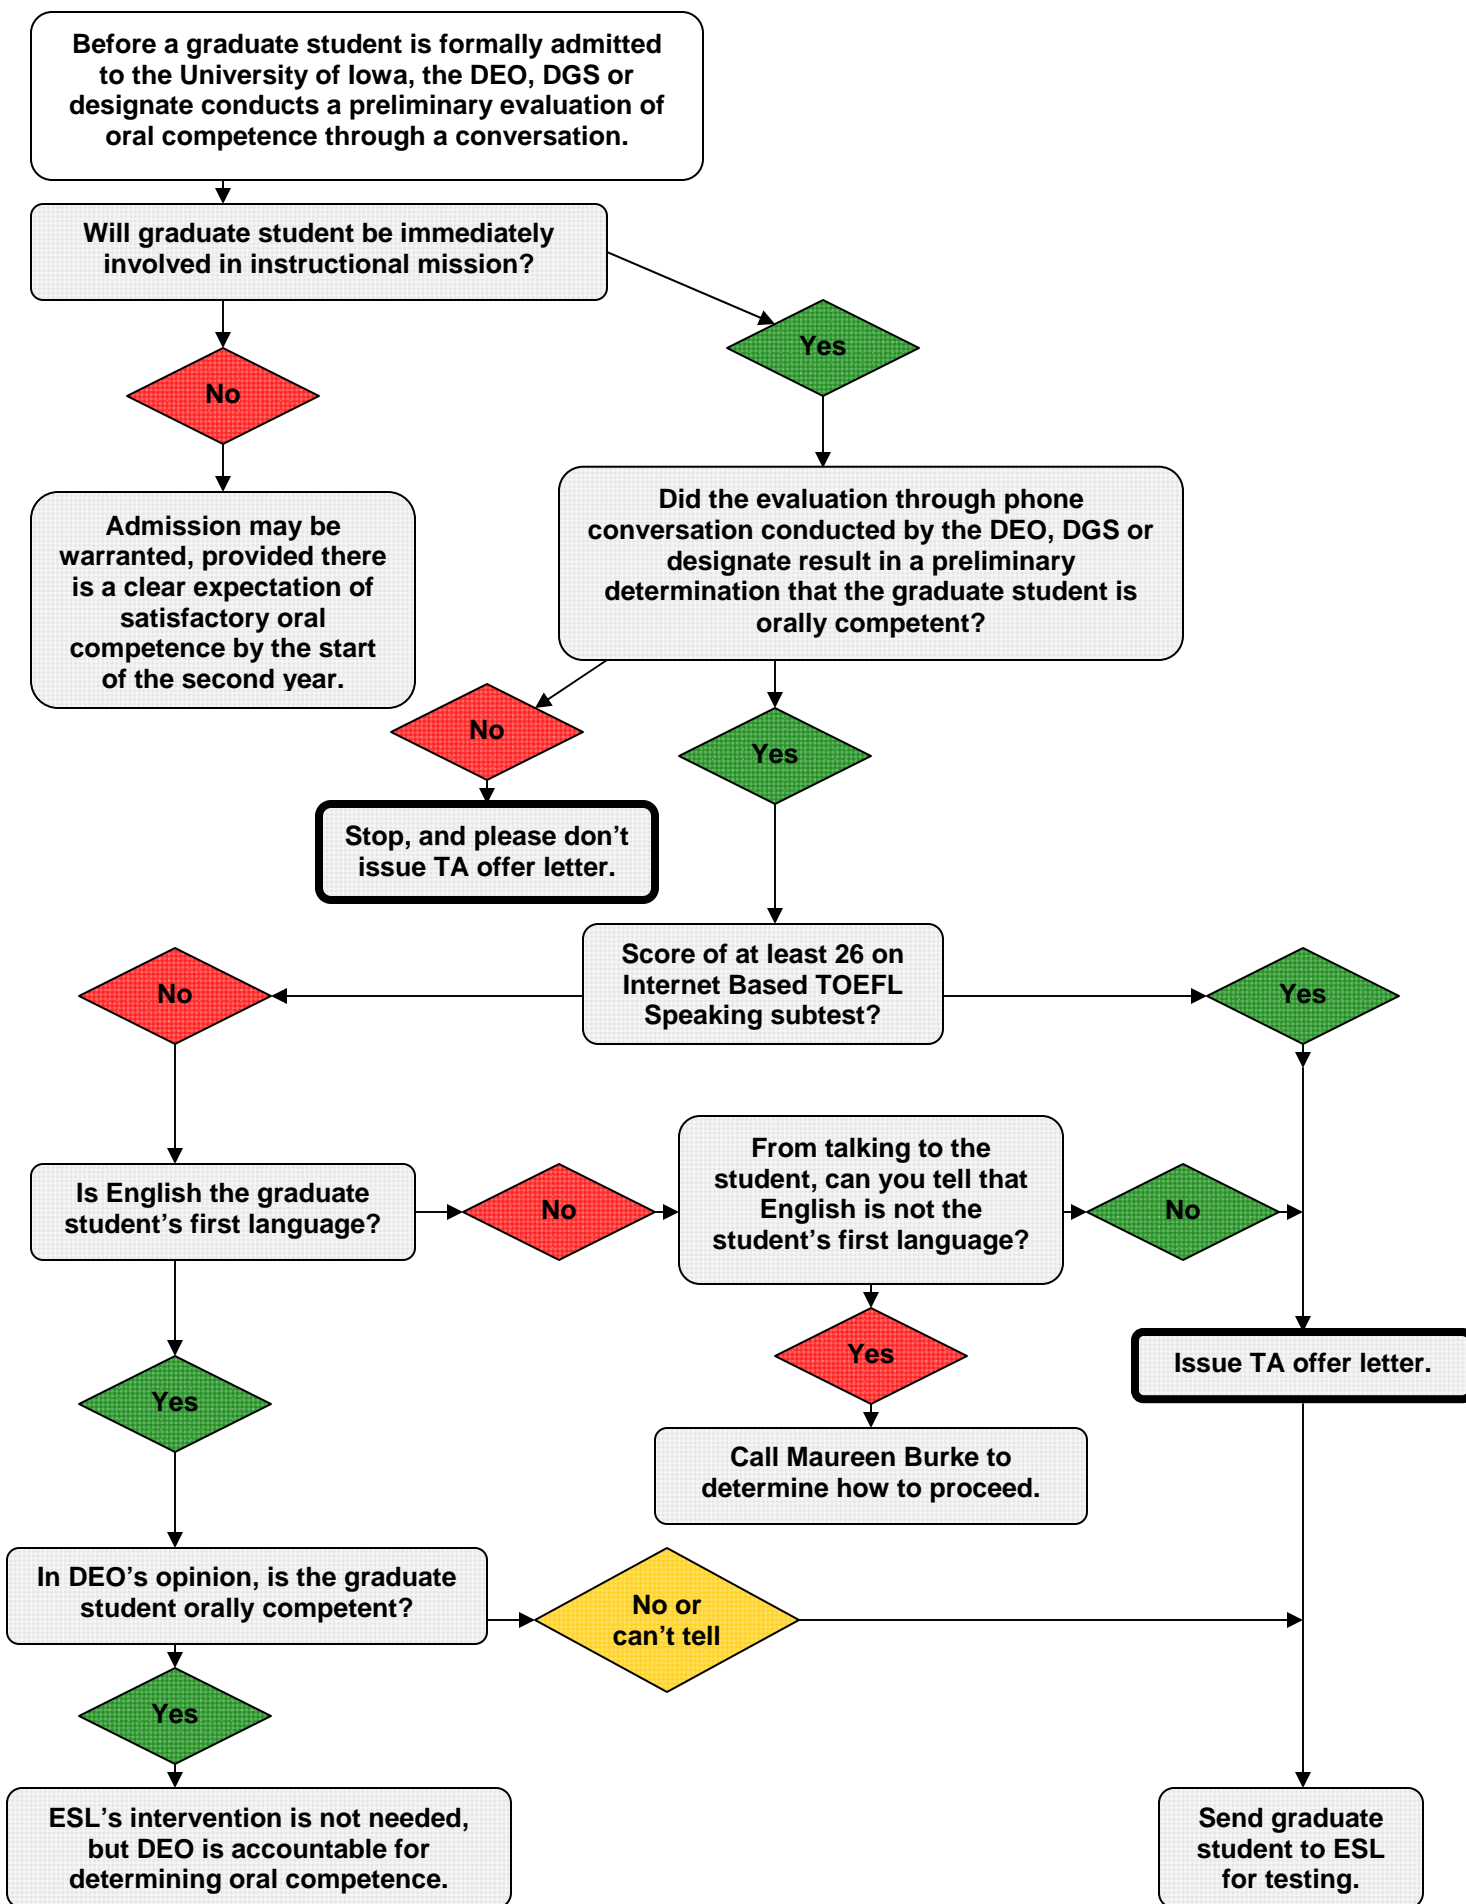 Before a graduate student is formally admitted
to the University of Iowa, the DEO, DGS or
designate conducts a preliminary evaluation of
oral competence through a conversation.
Will graduate student be immediately
involved in instructional mission?
Yes
No
Did the evaluation through phone
conversation conducted by the DEO, DGS or
designate result in a preliminary
determination that the graduate student is
orally competent?
Admission may be
warranted, provided there
is a clear expectation of
satisfactory oral
competence by the start
of the second year.
No
Yes
Stop, and please don’t
issue TA offer letter.
Score of at least 26 on
Internet Based TOEFL
Speaking subtest?
No
Yes
Is English the graduate
student’s first language?
No
From talking to the
student, can you tell that
English is not the
student’s first language?
No
Yes
Issue TA offer letter.
Yes
Call Maureen Burke to
determine how to proceed.
In DEO’s opinion, is the graduate
student orally competent?
No or
can’t tell
Yes
ESL’s intervention is not needed,
but DEO is accountable for
determining oral competence.
Send graduate
student to ESL
for testing.